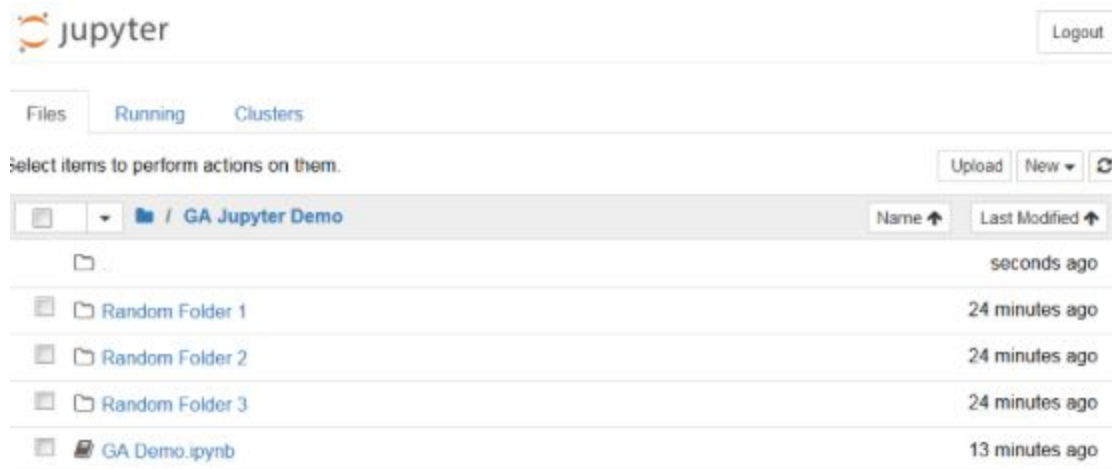 jupyter
Logout
Files Running Clusters
Select items to perform actions on them.
Upload New
/ GA Jupyter Demo
Name Last Modified
.. seconds ago
Random Folder 1 24 minutes ago
Random Folder 2 24 minutes ago
Random Folder 3 24 minutes ago
GA Demo.ipynb 13 minutes ago